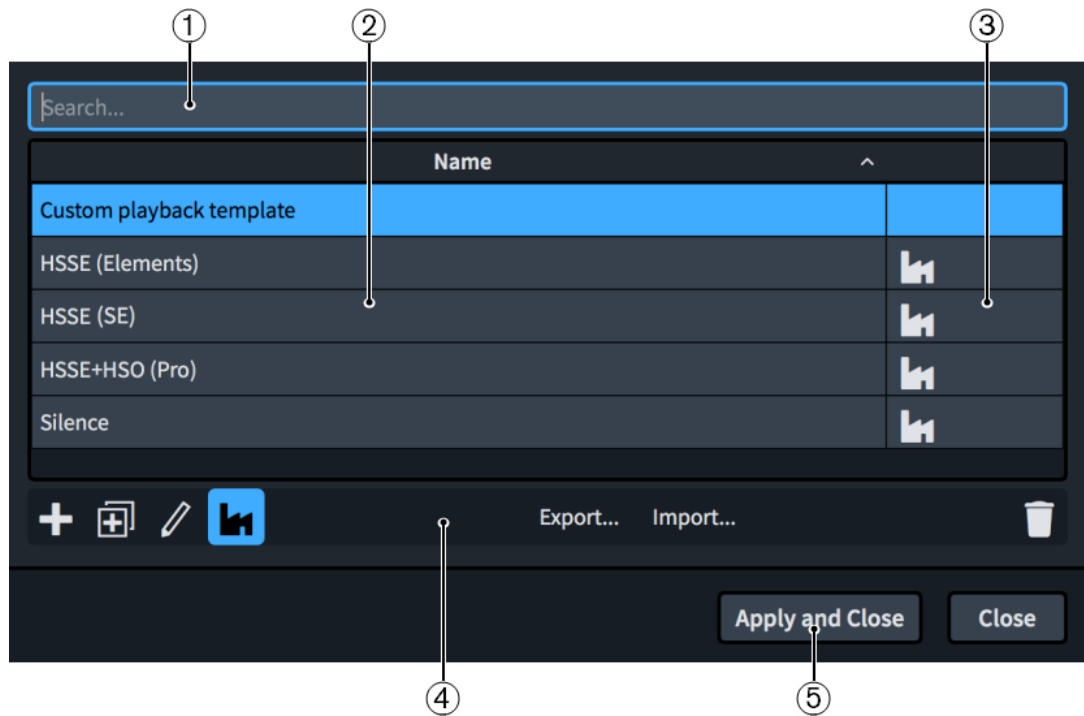 ① ② ③
Search...
Name
Custom playback template
HSSE (Elements)
HSSE (SE)
HSSE+HSO (Pro)
Silence
Export... Import...
Apply and Close Close
④ ⑤